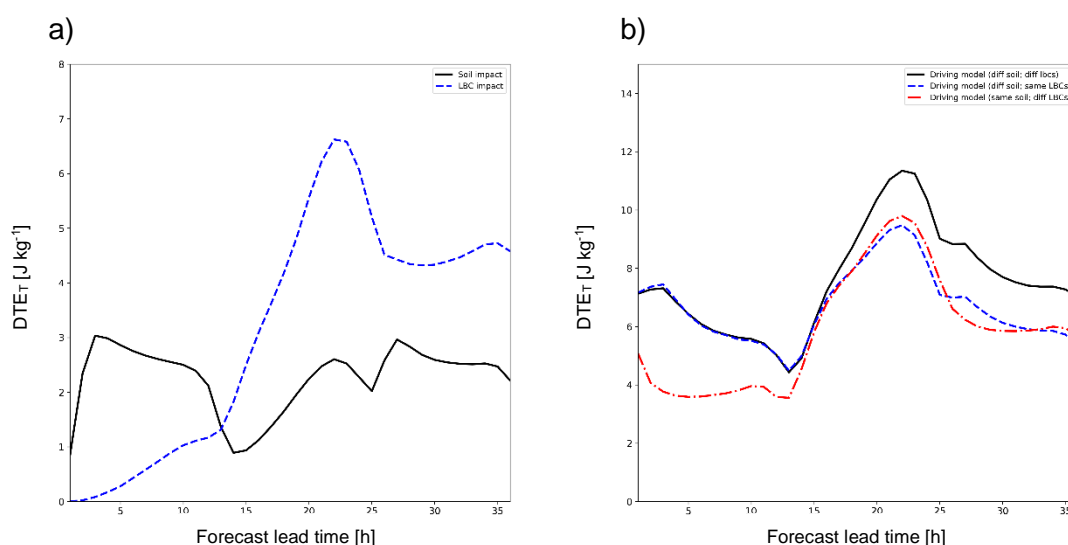 a)
8
7
6
5
4
3
2
1
0
5
10
15
20
25
30
35
DTE_T [J kg⁻¹]
Forecast lead time [h]
Soil impact
LBC impact
b)
14
12
10
8
6
4
2
0
5
10
15
20
25
30
35
DTE_T [J kg⁻¹]
Forecast lead time [h]
Driving model (diff soil; diff lbcs)
Driving model (diff soil; same LBCs)
Driving model (same soil; diff LBCs)